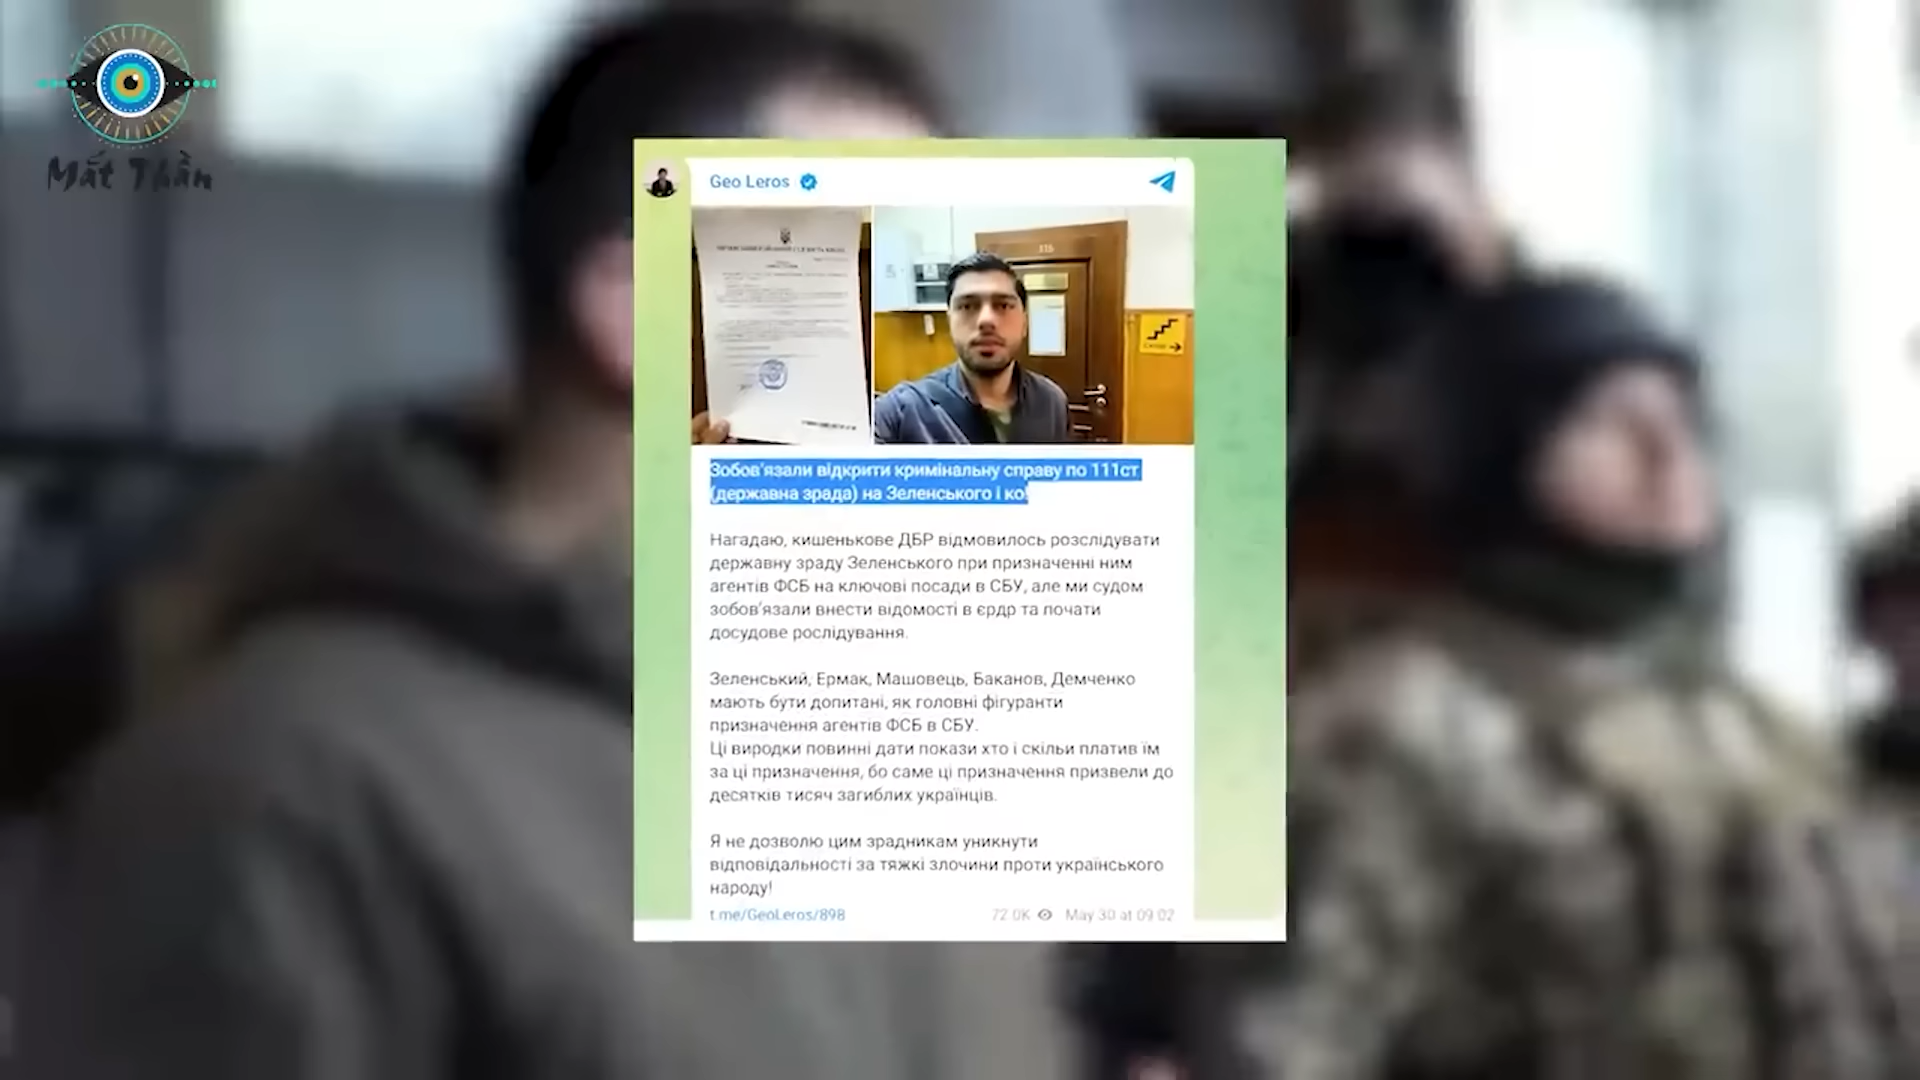 Mắt Thần
Geo Leros
115
Зобов'язали відкрити кримінальну справу по 111ст
(державна зрада) на Зеленського і ко!
Нагадаю, кишенькове ДБР відмовилось розслідувати
державну зраду Зеленського при призначенні ним
агентів ФСБ на ключові посади в СБУ, але ми судом
зобов'язали внести відомості в єрдр та почати
досудове рослідування.
Зеленський, Ермак, Машовець, Баканов, Демченко
мають бути допитані, як головні фігуранти
призначення агентів ФСБ в СБУ.
Ці виродки повинні дати покази хто і скільи платив їм
за ці призначення, бо саме ці призначення призвели до
десятків тисяч загиблих українців.
Я не дозволю цим зрадникам уникнути
відповідальності за тяжкі злочини проти українського
народу!
t.me/GeoLeros/898
72.0K May 30 at 09:02